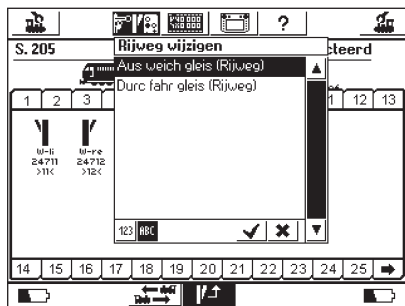 ?
S. 205
Rijweg wijzigen
cteerd
Aus weich gleis (Rijweg)
Durc fahr gleis (Rijweg)
1 2 3 1 12 13
W-li W-re
24711 24712
>11< >12<
123 ABC
14 15 16 17 18 19 20 21 22 23 24 25